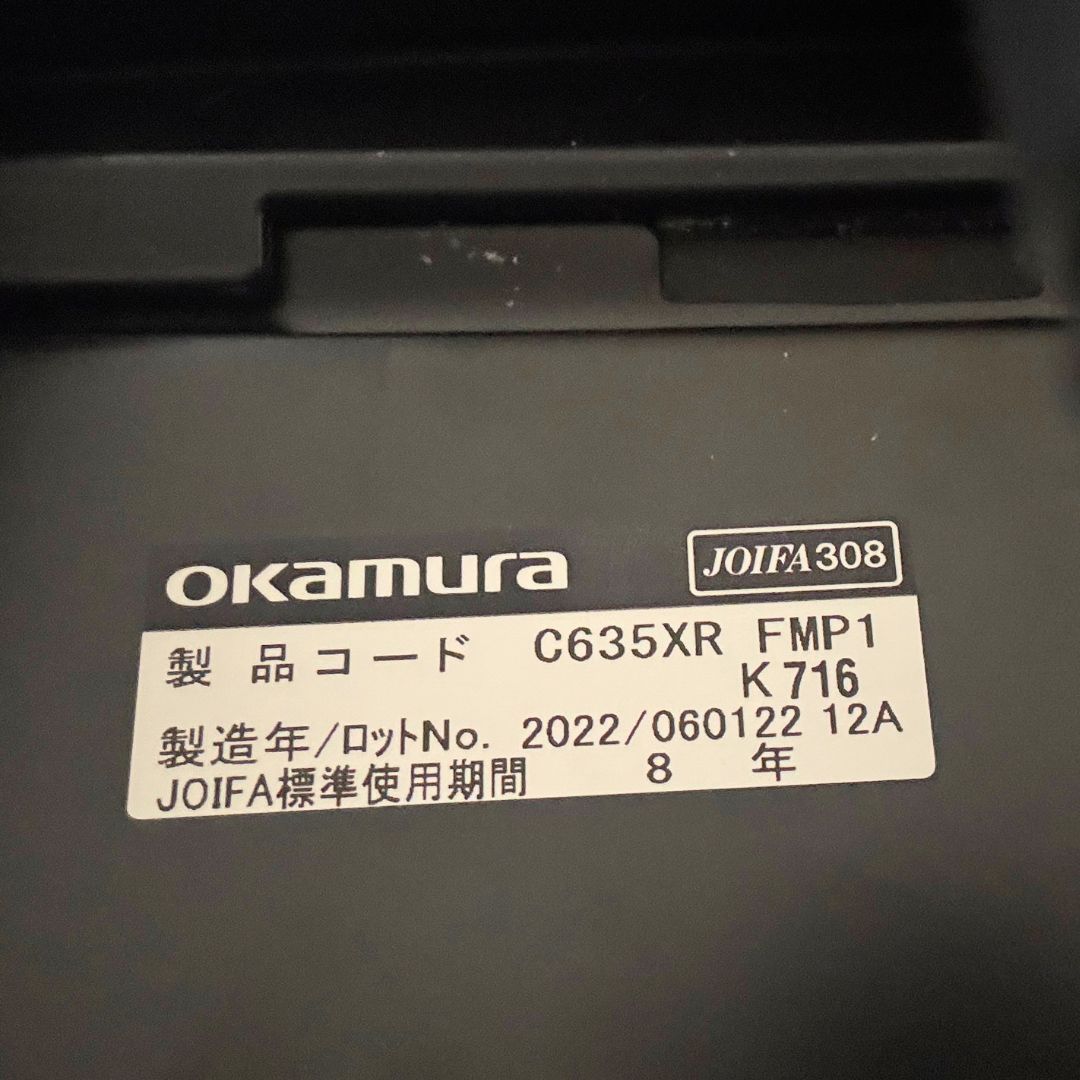 okamura
JOIFA308
製品コード C635XR FMP1
K716
製造年/ロットNo. 2022/060122 12A
JOIFA標準使用期間 8 年